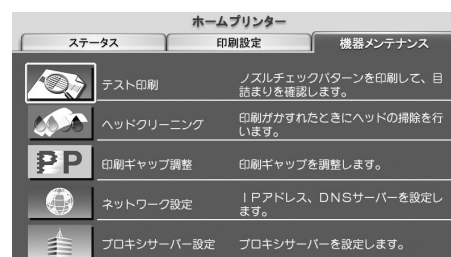 ホームプリンター
ステータス
印刷設定
機器メンテナンス
テスト印刷
ノズルチェックパターンを印刷して、目
詰まりを確認します。
ヘッドクリーニング
印刷がかすれたときにヘッドの掃除を行
います。
PP
印刷ギャップ調整
印刷ギャップを調整します。
ネットワーク設定
IPアドレス、DNSサーバーを設定し
ます。
プロキシサーバー設定
プロキシサーバーを設定します。